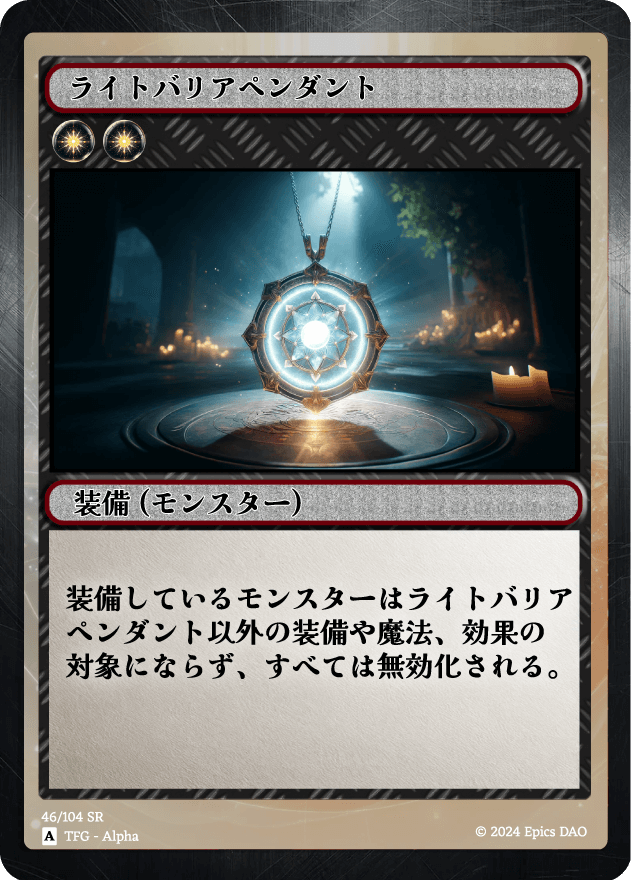 ライトバリアペンダント
装備 (モンスター)
装備しているモンスターはライトバリア
ペンダント以外の装備や魔法、効果の
対象にならず、すべては無効化される。
46/104 SR
A TFG - Alpha
© 2024 Epics DAO